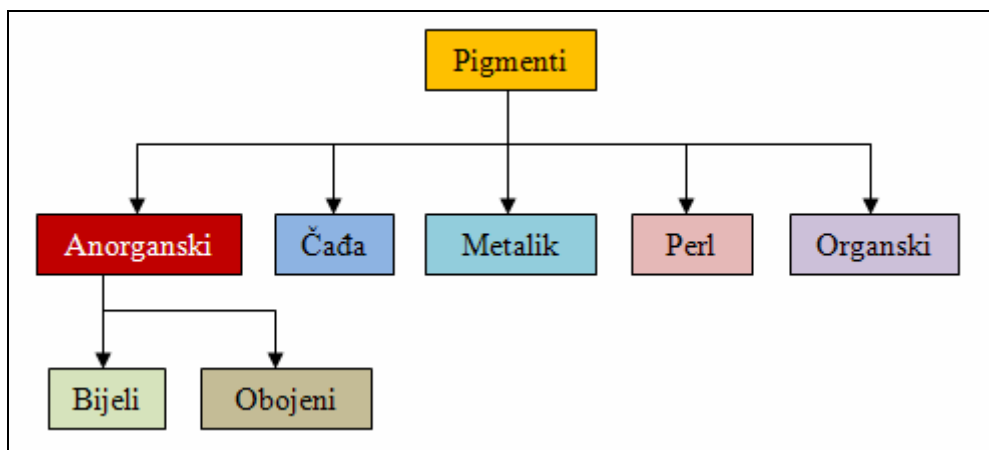 Pigmenti
Anorganski
Čađa
Metalik
Perl
Organski
Bijeli
Obojeni